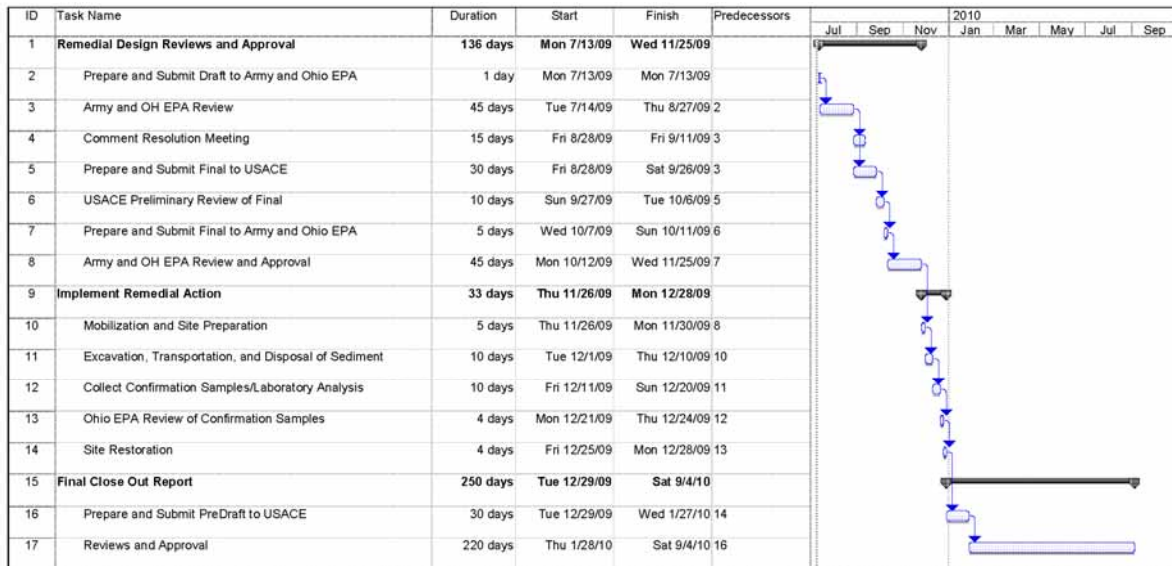 ID Task Name Duration Start Finish Predecessors 2010
Jul Sep Nov Jan Mar May Jul Sep
1 Remedial Design Reviews and Approval 136 days Mon 7/13/09 Wed 11/25/09
2 Prepare and Submit Draft to Army and Ohio EPA 1 day Mon 7/13/09 Mon 7/13/09
3 Army and OH EPA Review 45 days Tue 7/14/09 Thu 8/27/09 2
4 Comment Resolution Meeting 15 days Fri 8/28/09 Fri 9/11/09 3
5 Prepare and Submit Final to USACE 30 days Fri 8/28/09 Sat 9/26/09 3
6 USACE Preliminary Review of Final 10 days Sun 9/27/09 Tue 10/6/09 5
7 Prepare and Submit Final to Army and Ohio EPA 5 days Wed 10/7/09 Sun 10/11/09 6
8 Army and OH EPA Review and Approval 45 days Mon 10/12/09 Wed 11/25/09 7
9 Implement Remedial Action 33 days Thu 11/26/09 Mon 12/28/09
10 Mobilization and Site Preparation 5 days Thu 11/26/09 Mon 11/30/09 8
11 Excavation, Transportation, and Disposal of Sediment 10 days Tue 12/1/09 Thu 12/10/09 10
12 Collect Confirmation Samples/Laboratory Analysis 10 days Fri 12/11/09 Sun 12/20/09 11
13 Ohio EPA Review of Confirmation Samples 4 days Mon 12/21/09 Thu 12/24/09 12
14 Site Restoration 4 days Fri 12/25/09 Mon 12/28/09 13
15 Final Close Out Report 250 days Tue 12/29/09 Sat 9/4/10
16 Prepare and Submit PreDraft to USACE 30 days Tue 12/29/09 Wed 1/27/10 14
17 Reviews and Approval 220 days Thu 1/28/10 Sat 9/4/10 16